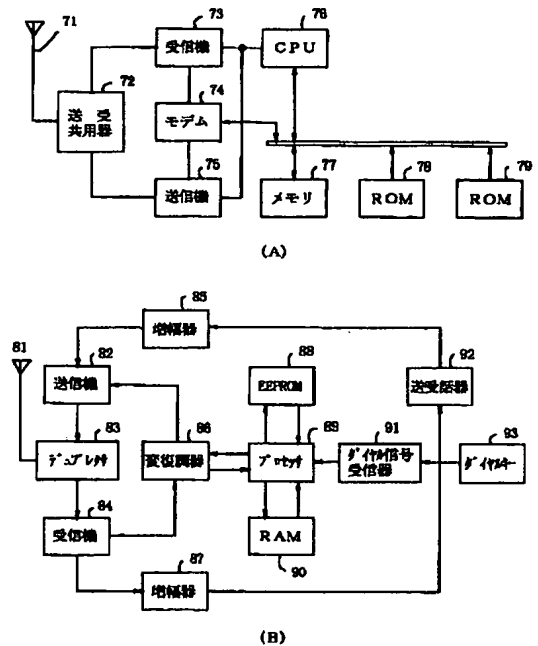 71
72
73
76
受信機
CPU
送受
共用器
74
モデム
75
送信機
77
メモリ
78
ROM
79
ROM
(A)
85
増幅器
81
82
送信機
88
EEPROM
92
送受話器
83
デュプレクサ
86
変復調器
89
プロセッサ
91
ダイヤル信号
受信器
93
ダイヤルキー
84
受信機
RAM
90
87
増幅器
(B)